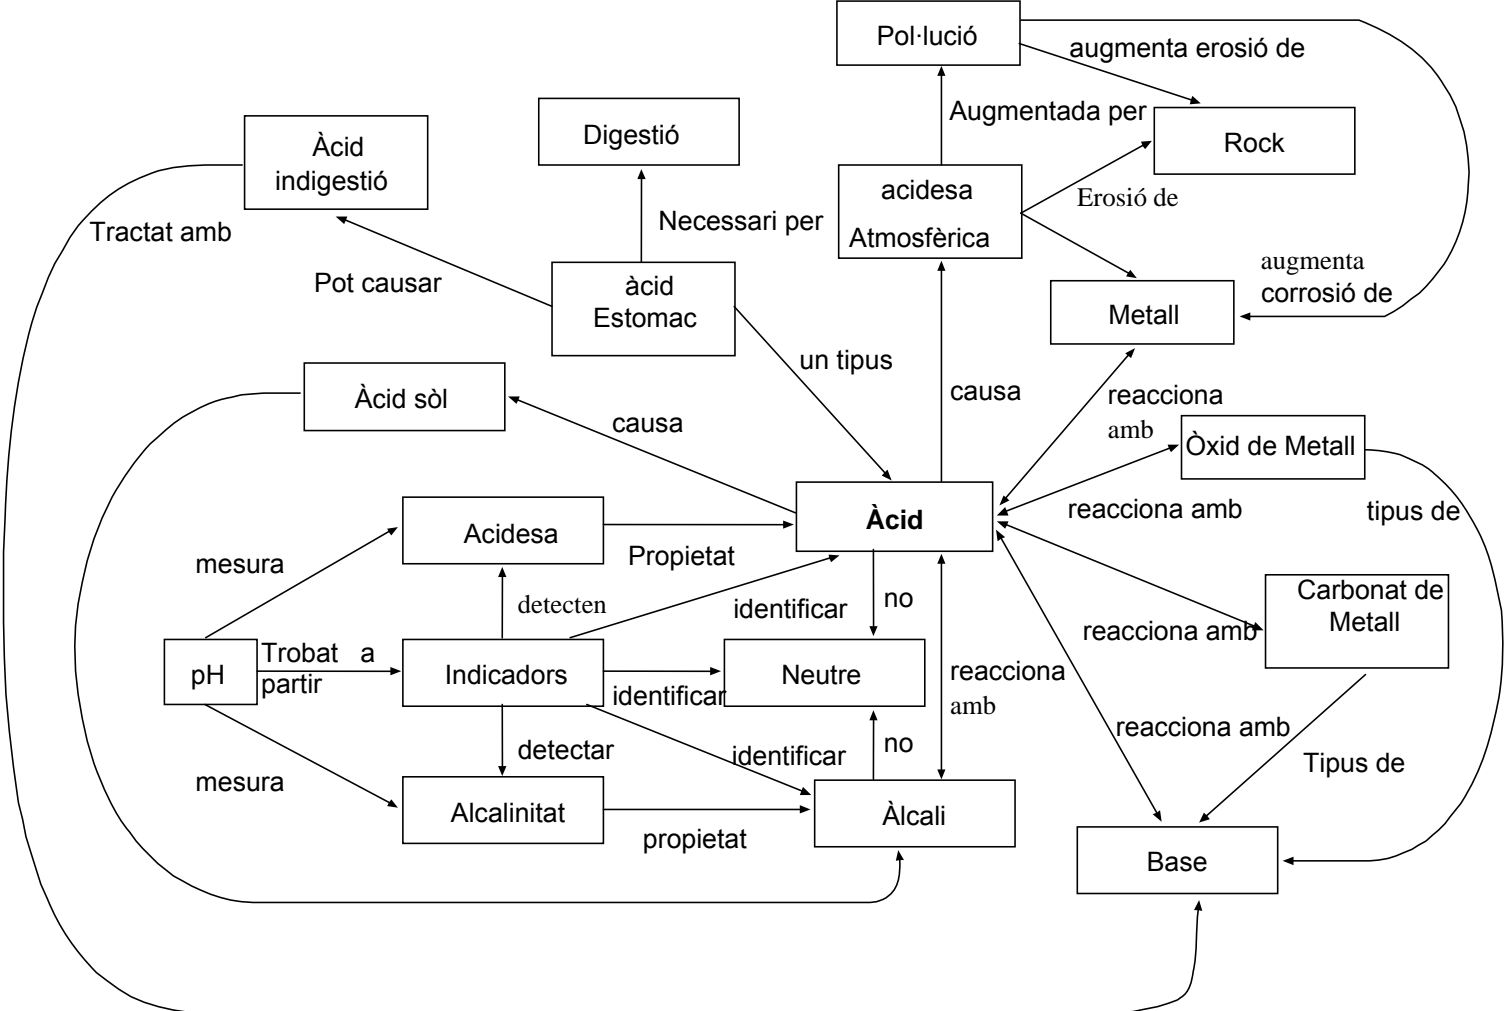 Pol·lució
augmenta erosió de
Augmentada per
Rock
Digestió
Àcid
indigestió
acidesa
Atmosfèrica
Erosió de
Necessari per
Tractat amb
Pot causar
àcid
Estomac
augmenta
corrosió de
Metall
un tipus
causa
reacciona
amb
Àcid sòl
causa
Òxid de Metall
reacciona amb
tipus de
Àcid
Acidesa
Propietat
mesura
detecten
identificar
no
Carbonat de
Metall
reacciona amb
Trobat a
partir
pH
Indicadors
identificar
Neutre
reacciona
amb
reacciona amb
no
detectar
identificar
Tipus de
mesura
Alcalinitat
propietat
Àlcali
Base